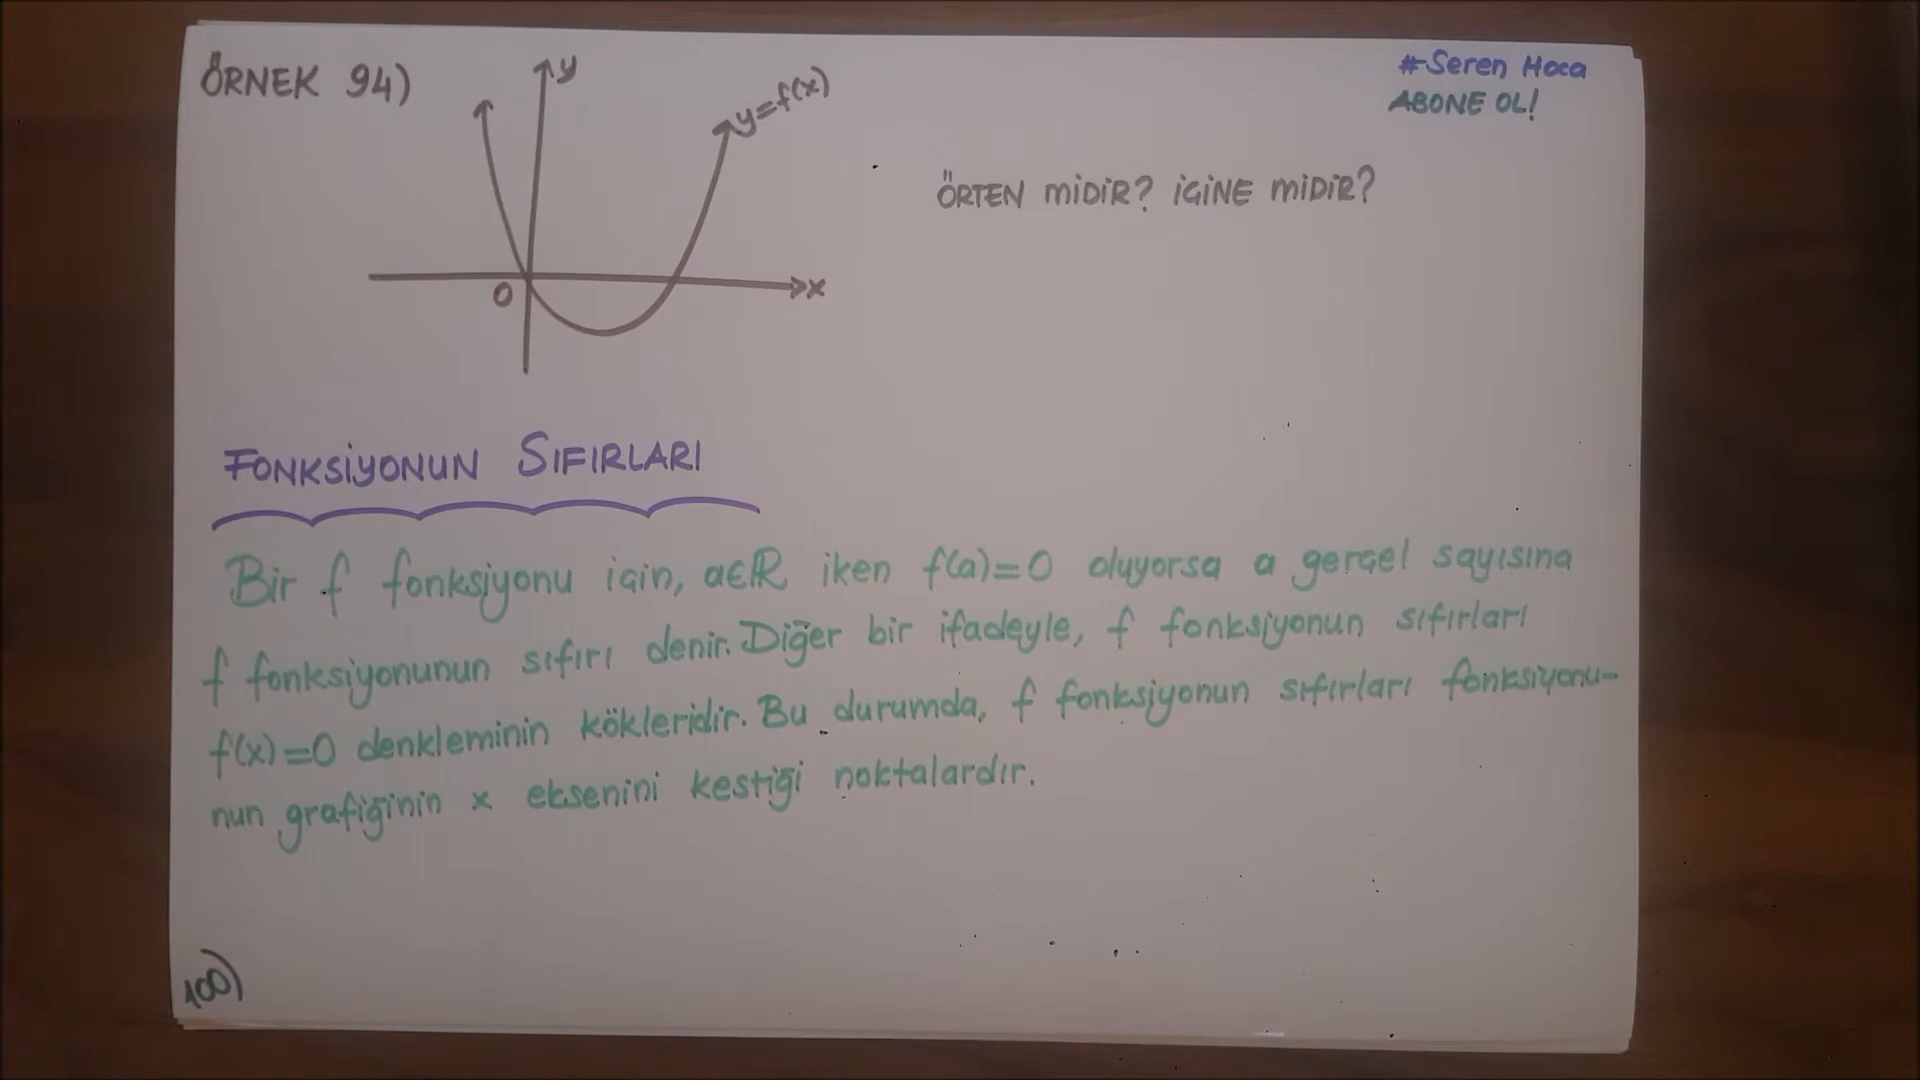 ÖRNEK 94)
y
y=f(x)
#Seren Hoca
ABONE OL!
ÖRTEN MİDİR? İÇİNE MİDİR?
O
x
FONKSİYONUN SIFIRLARI
Bir f fonksiyonu için, a∈ℝ iken f(a)=0 oluyorsa a gerçel sayısına
f fonksiyonunun sıfırı denir. Diğer bir ifadeyle, f fonksiyonun sıfırları
f(x)=0 denkleminin kökleridir. Bu durumda, f fonksiyonun sıfırları fonksiyonu-
nun grafiğinin x eksenini kestiği noktalardır.
100)